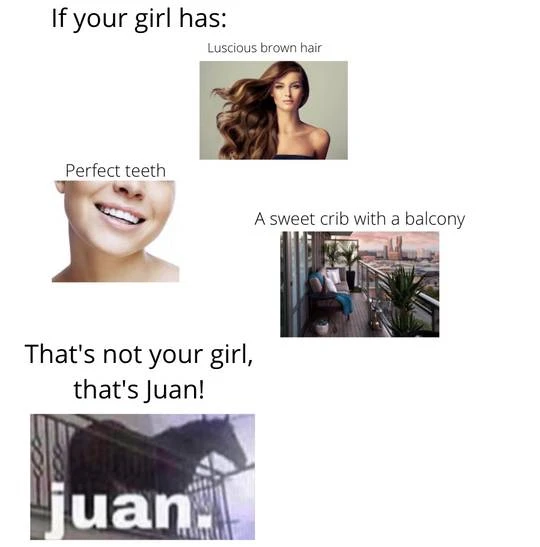 If your girl has:
Luscious brown hair
Perfect teeth
A sweet crib with a balcony
That's not your girl,
that's Juan!
juan.